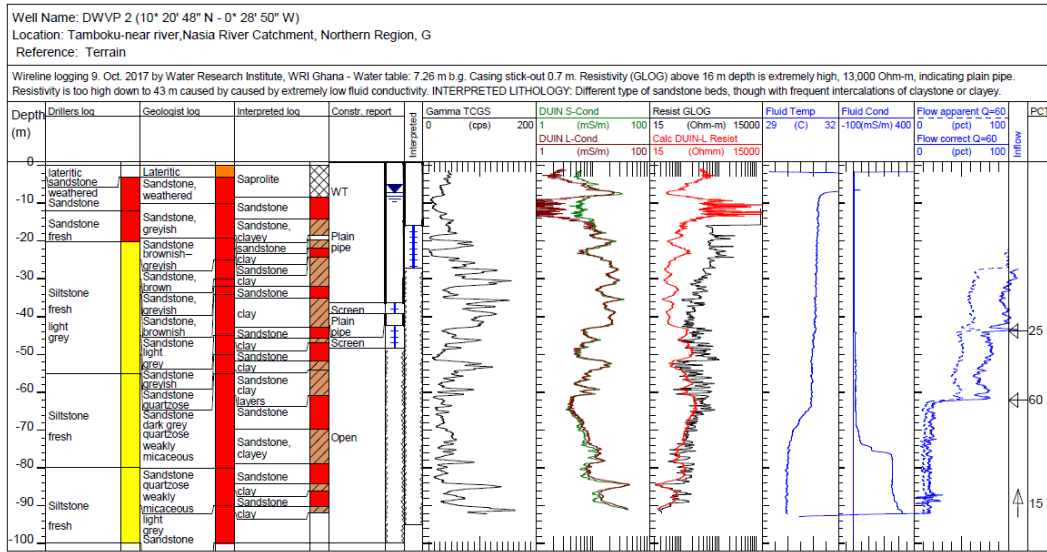 Well Name: DWVP 2 (10* 20' 48" N - 0* 28' 50" W)
Location: Tamboku-near river,Nasia River Catchment, Northern Region, G
Reference: Terrain
Wireline logging 9. Oct. 2017 by Water Research Institute, WRI Ghana - Water table: 7.26 m b.g. Casing stick-out 0.7 m. Resistivity (GLOG) above 16 m depth is extremely high, 13,000 Ohm-m, indicating plain pipe.
Resistivity is too high down to 43 m caused by caused by extremely low fluid conductivity. INTERPRETED LITHOLOGY: Different type of sandstone beds, though with frequent intercalations of claystone or clayey.
Depth
(m)
Drillers log
Geologist log
Interpreted log
Constr. report
Interpreted
Gamma TCGS
0 (cps) 200
DUIN S-Cond
1 (mS/m) 100
DUIN L-Cond
1 (mS/m) 100
Resist GLOG
15 (Ohm-m) 15000
Calc DUIN-L Resist
15 (Ohm-m) 15000
Fluid Temp
29 (C) 32
Fluid Cond
-100(mS/m) 400
Flow apparent Q=60
0 (pct) 100
Flow correct Q=60
0 (pct) 100
Inflow
PCT
0
-10
-20
-30
-40
-50
-60
-70
-80
-90
-100
lateritic
sandstone
weathered
Sandstone
Sandstone
fresh
Siltstone
fresh
light
grey
Siltstone
fresh
Siltstone
fresh
Lateritic
Sandstone,
weathered
Sandstone,
greyish
Sandstone
brownish–
greyish
Sandstone,
brown
Sandstone,
greyish
Sandstone,
brownish
Sandstone
light
grey
Sandstone
greyish
Sandstone
quartzose
Sandstone
dark grey
quartzose
weakly
micaceous
Sandstone
quartzose
weakly
micaceous
light
grey
Sandstone
Saprolite
Sandstone
Sandstone,
clayey
sandstone
clay
Sandstone
clay
Sandstone
clay
Sandstone
clay
Sandstone
clay
Sandstone
clay
layers
Sandstone
Sandstone,
clayey
Sandstone
clay
Sandstone
clay
WT
Plain
pipe
Screen
Plain
pipe
Screen
Open
25
60
15